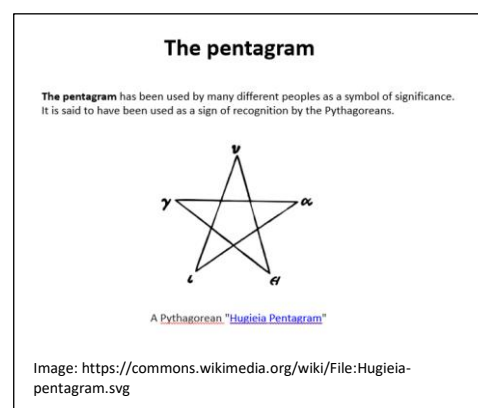 The pentagram
The pentagram has been used by many different peoples as a symbol of significance.
It is said to have been used as a sign of recognition by the Pythagoreans.
υ
γ α
ι
A Pythagorean "Hugieia Pentagram"
Image: https://commons.wikimedia.org/wiki/File:Hugieia-
pentagram.svg